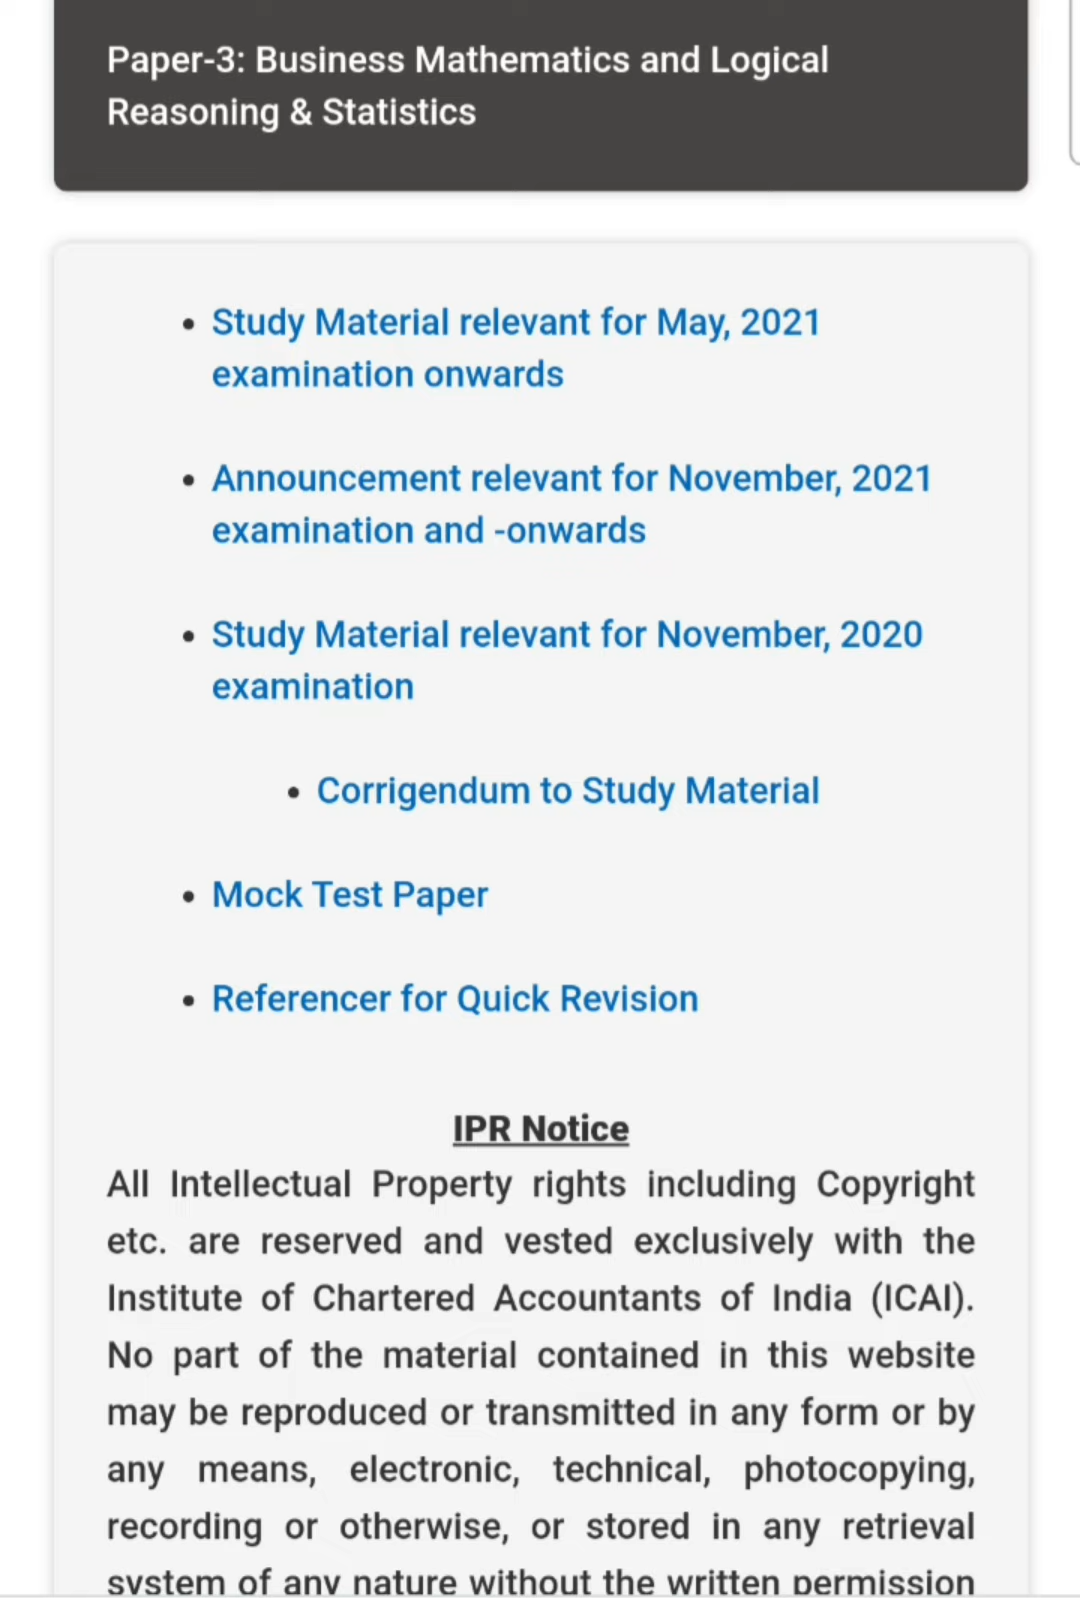 Paper-3: Business Mathematics and Logical
Reasoning & Statistics
Study Material relevant for May, 2021
examination onwards
Announcement relevant for November, 2021
examination and -onwards
Study Material relevant for November, 2020
examination
Corrigendum to Study Material
Mock Test Paper
Referencer for Quick Revision
IPR Notice
All Intellectual Property rights including Copyright
etc. are reserved and vested exclusively with the
Institute of Chartered Accountants of India (ICAI).
No part of the material contained in this website
may be reproduced or transmitted in any form or by
any means, electronic, technical, photocopying,
recording or otherwise, or stored in any retrieval
system of any nature without the written permission